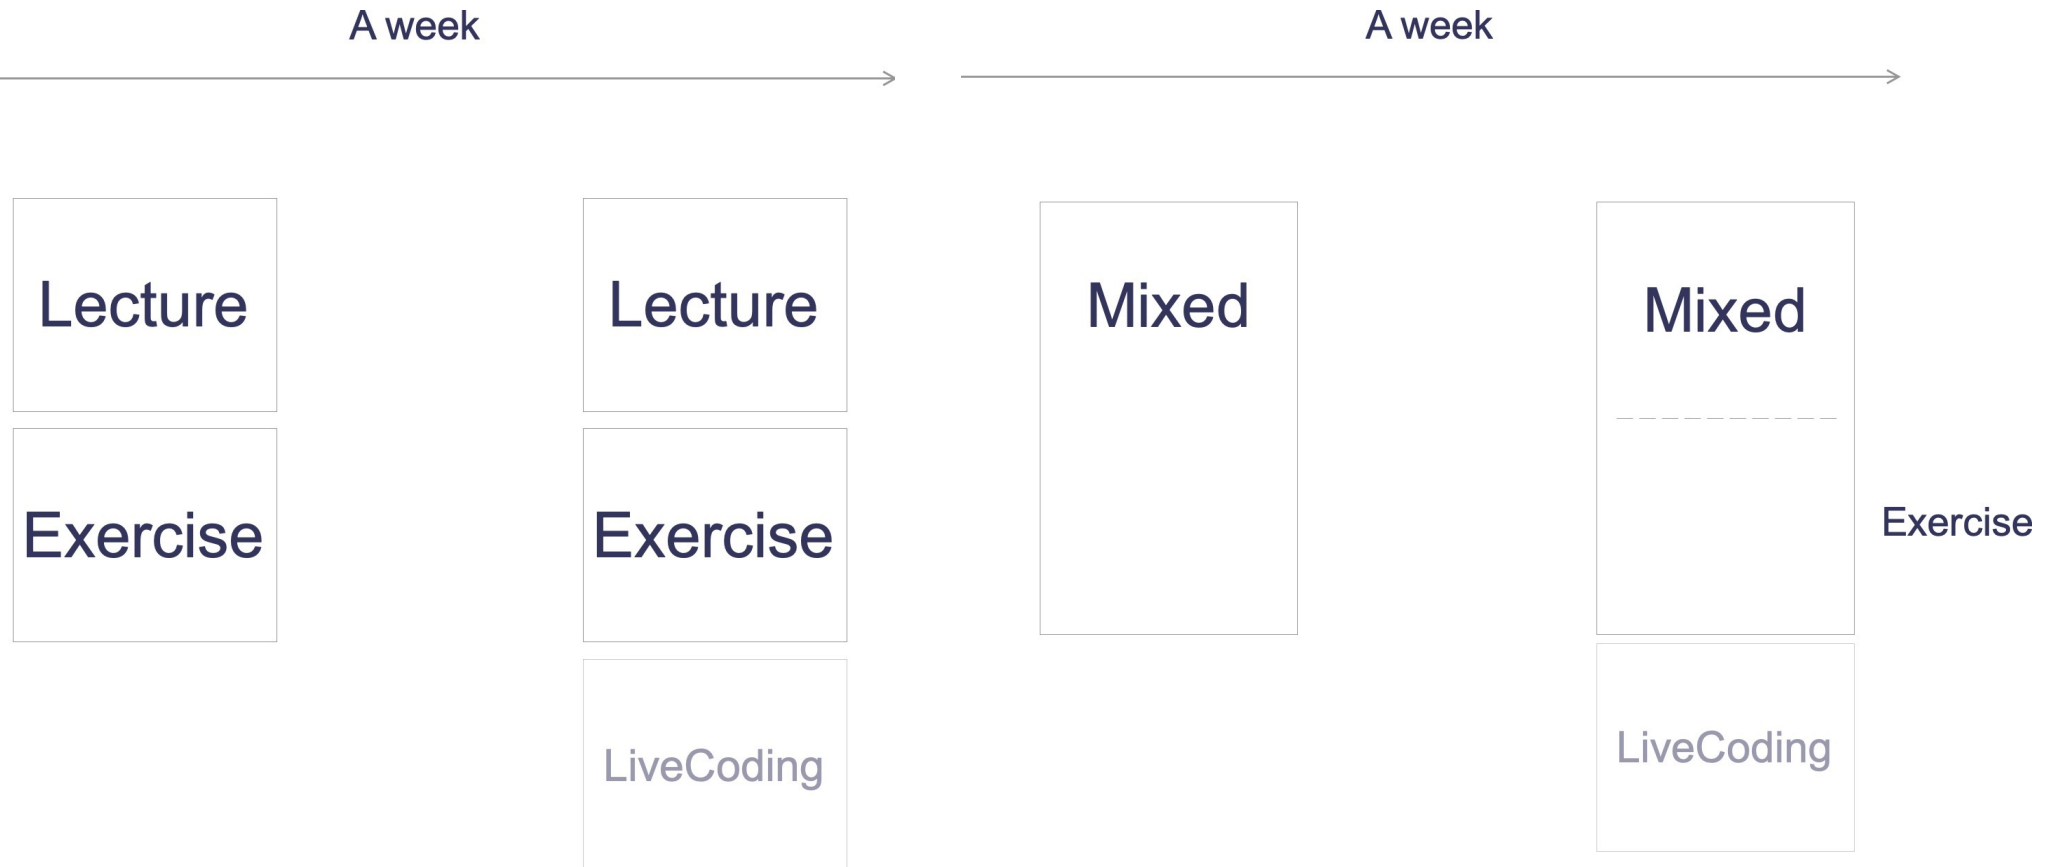 A week
A week
Lecture
Lecture
Mixed
Mixed
Exercise
Exercise
Exercise
LiveCoding
LiveCoding